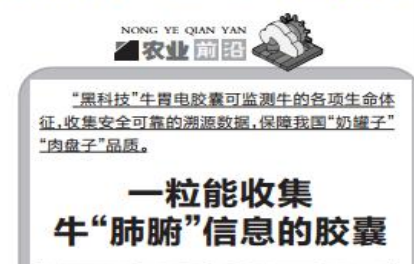 NONG YE QIAN YAN
农业前沿
“黑科技”牛胃电胶囊可监测牛的各项生命体
征,收集安全可靠的溯源数据,保障我国“奶罐子”
“肉盘子”品质。
一粒能收集
牛“肺腑”信息的胶囊